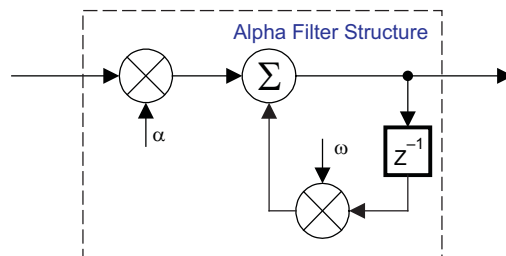 Alpha Filter Structure
Σ
α
ω
Z⁻¹